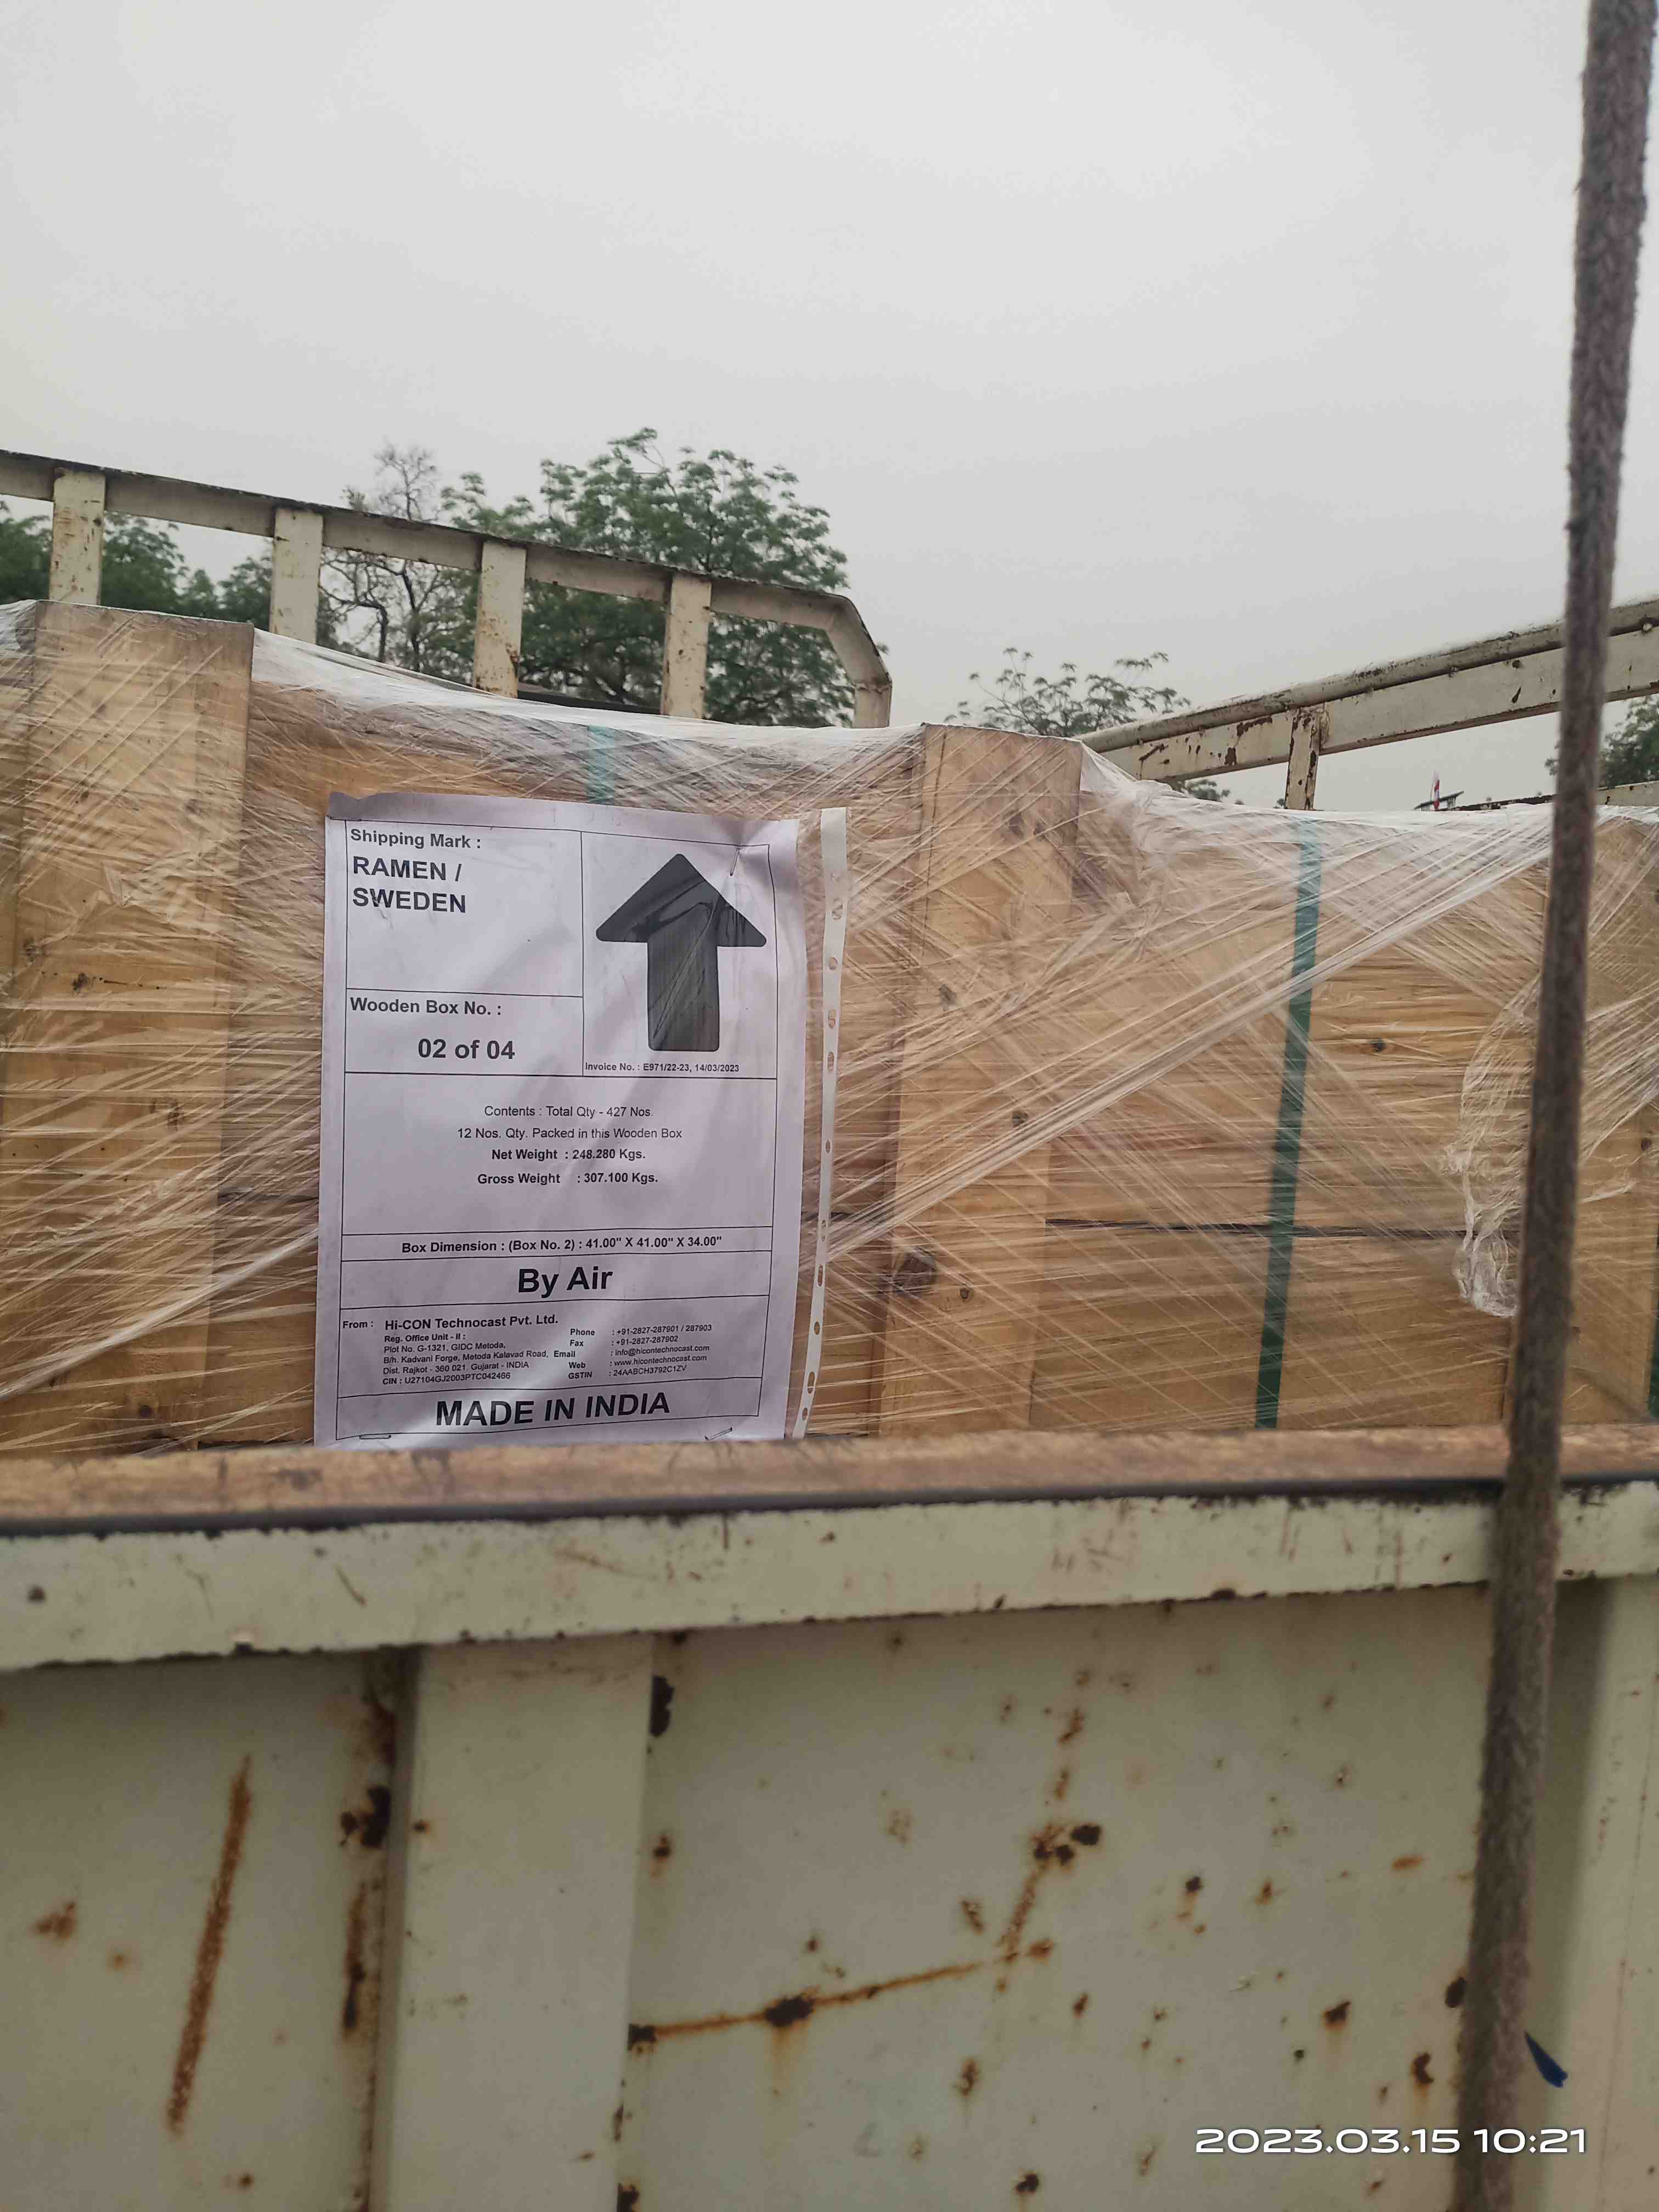 Shipping Mark :
RAMEN /
SWEDEN
Wooden Box No. :
02 of 04
Invoice No. : E971/22-23, 14/03/2023
Contents : Total Qty - 427 Nos.
12 Nos. Qty. Packed in this Wooden Box
Net Weight : 248.280 Kgs.
Gross Weight : 307.100 Kgs.
Box Dimension : (Box No. 2) : 41.00" X 41.00" X 34.00"
By Air
From : Hi-CON Technocast Pvt. Ltd.
Reg. Office Unit - II :
Plot No. G-1321, GIDC Metoda,
B/h. Kadvani Forge, Metoda Kalavad Road,
Dist. Rajkot - 360 021. Gujarat - INDIA
CIN : U27104GJ2003PTC042466
Phone : +91-2827-287901 / 287903
Fax : +91-2827-287902
Email : info@hicontechnocast.com
Web : www.hicontechnocast.com
GSTIN : 24AABCH3792C1ZV
MADE IN INDIA
2023.03.15 10:21